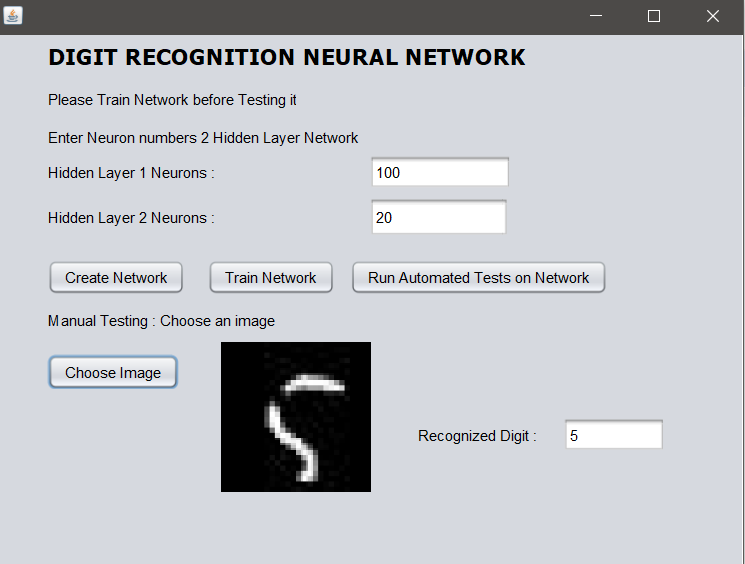 DIGIT RECOGNITION NEURAL NETWORK
Please Train Network before Testing it
Enter Neuron numbers 2 Hidden Layer Network
Hidden Layer 1 Neurons : 100
Hidden Layer 2 Neurons : 20
Create Network Train Network Run Automated Tests on Network
Manual Testing : Choose an image
Choose Image
5
Recognized Digit : 5